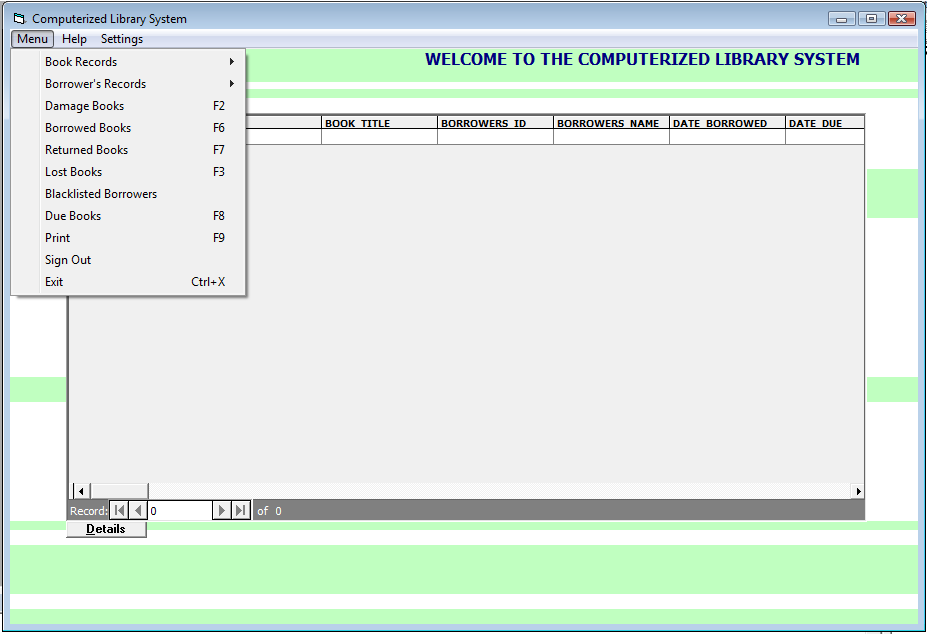 Computerized Library System
Menu Help Settings
WELCOME TO THE COMPUTERIZED LIBRARY SYSTEM
Book Records
Borrower's Records
Damage Books F2
Borrowed Books F6
Returned Books F7
Lost Books F3
Blacklisted Borrowers
Due Books F8
Print F9
Sign Out
Exit Ctrl+X
BOOK TITLE BORROWERS ID BORROWERS NAME DATE BORROWED DATE DUE
Record: 0 of 0
Details